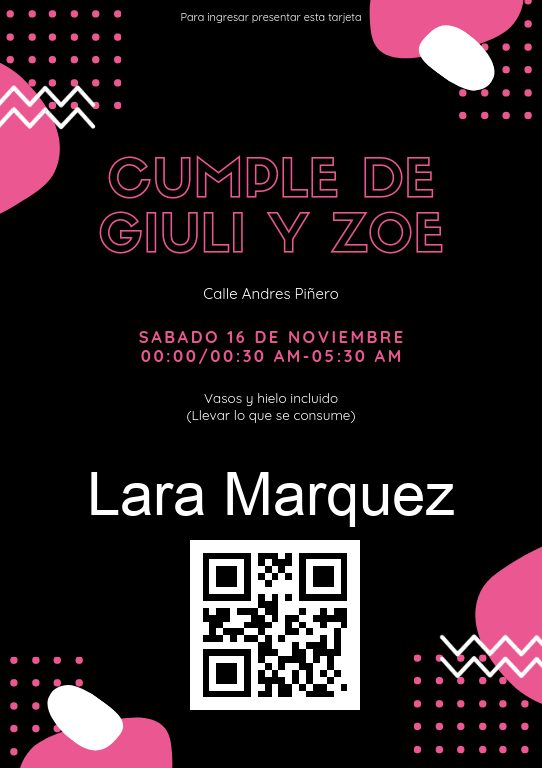 Para ingresar presentar esta tarjeta
CUMPLE DE
GIULI Y ZOE
Calle Andres Piñero
SABADO 16 DE NOVIEMBRE
00:00/00:30 AM-05:30 AM
Vasos y hielo incluido
(Llevar lo que se consume)
Lara Marquez